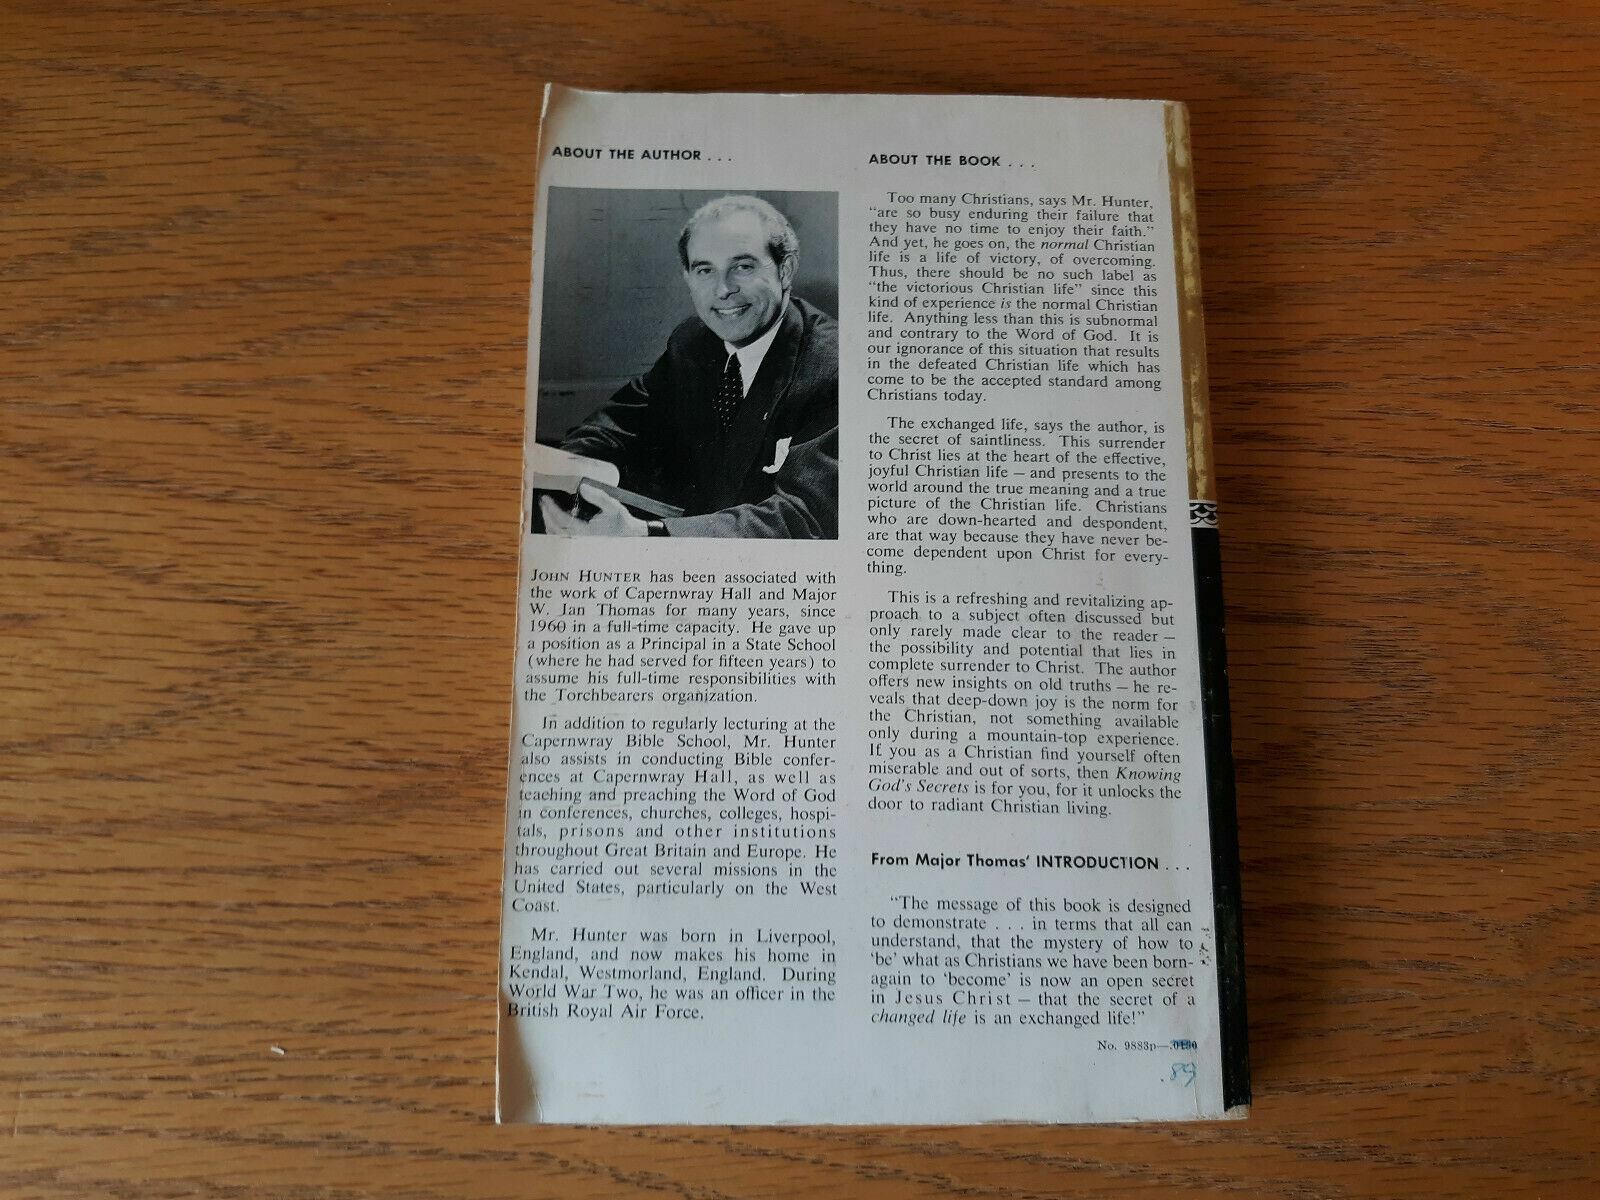 ABOUT THE AUTHOR . . .
JOHN HUNTER has been associated with
the work of Capernwray Hall and Major
W. Ian Thomas for many years, since
1960 in a full-time capacity. He gave up
a position as a Principal in a State School
(where he had served for fifteen years) to
assume his full-time responsibilities with
the Torchbearers organization.
In addition to regularly lecturing at the
Capernwray Bible School, Mr. Hunter
also assists in conducting Bible confer-
ences at Capernwray Hall, as well as
teaching and preaching the Word of God
in conferences, churches, colleges, hospi-
tals, prisons and other institutions
throughout Great Britain and Europe. He
has carried out several missions in the
United States, particularly on the West
Coast.
Mr. Hunter was born in Liverpool,
England, and now makes his home in
Kendal, Westmorland, England. During
World War Two, he was an officer in the
British Royal Air Force.
ABOUT THE BOOK . . .
Too many Christians, says Mr. Hunter,
"are so busy enduring their failure that
they have no time to enjoy their faith."
And yet, he goes on, the normal Christian
life is a life of victory, of overcoming.
Thus, there should be no such label as
"the victorious Christian life" since this
kind of experience is the normal Christian
life. Anything less than this is subnormal
and contrary to the Word of God. It is
our ignorance of this situation that results
in the defeated Christian life which has
come to be the accepted standard among
Christians today.
The exchanged life, says the author, is
the secret of saintliness. This surrender
to Christ lies at the heart of the effective,
joyful Christian life — and presents to the
world around the true meaning and a true
picture of the Christian life. Christians
who are down-hearted and despondent,
are that way because they have never be-
come dependent upon Christ for every-
thing.
This is a refreshing and revitalizing ap-
proach to a subject often discussed but
only rarely made clear to the reader —
the possibility and potential that lies in
complete surrender to Christ. The author
offers new insights on old truths — he re-
veals that deep-down joy is the norm for
the Christian, not something available
only during a mountain-top experience.
If you as a Christian find yourself often
miserable and out of sorts, then Knowing
God's Secrets is for you, for it unlocks the
door to radiant Christian living.
From Major Thomas' INTRODUCTION . . .
"The message of this book is designed
to demonstrate . . . in terms that all can
understand, that the mystery of how to
'be' what as Christians we have been born-
again to 'become' is now an open secret
in Jesus Christ — that the secret of a
changed life is an exchanged life!"
No. 9883p—
.89